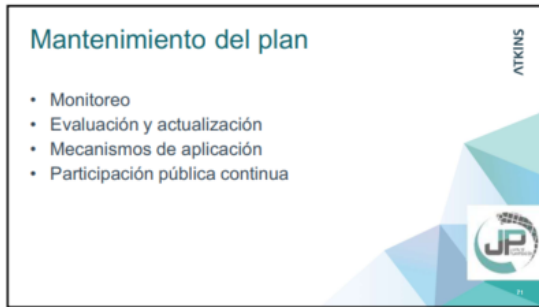 Mantenimiento del plan
ATKINS
• Monitoreo
• Evaluación y actualización
• Mecanismos de aplicación
• Participación pública continua
JP